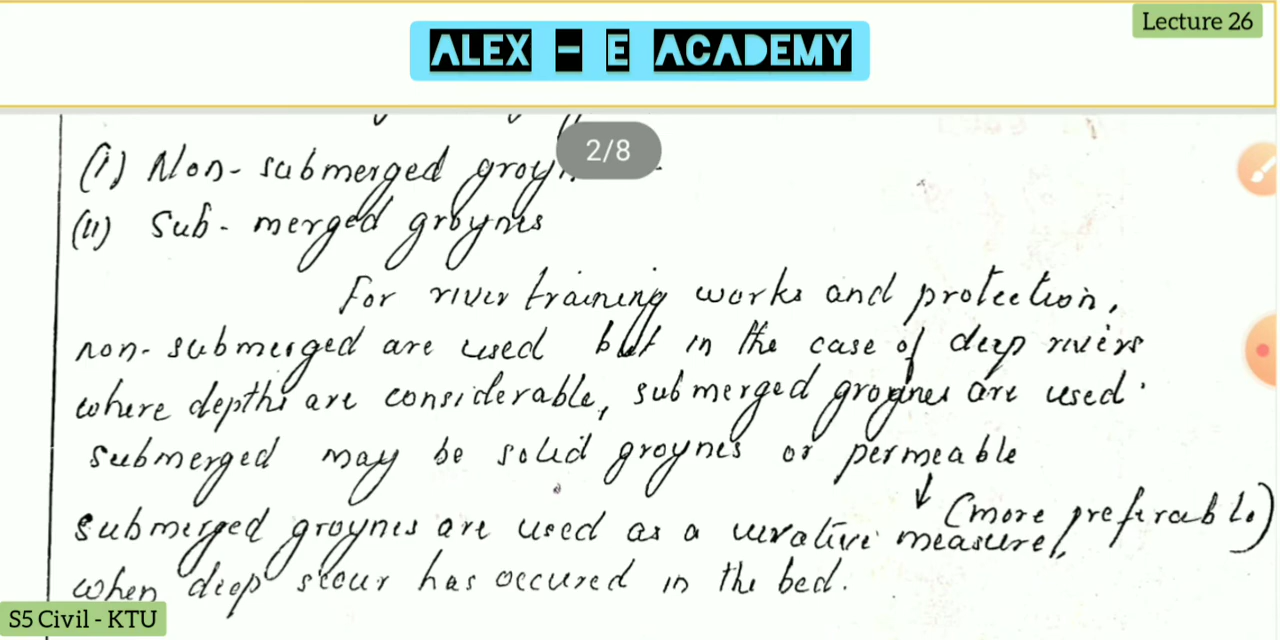 Lecture 26
ALEX - E ACADEMY
2/8
(i) Non-submerged
(ii) Sub-merged groynes
For river training works and protection,
non-submerged are used but in the case of deep rivers
where depths are considerable, submerged groynes are used.
submerged may be solid groynes or permeable
↓ (more preferable)
submerged groynes are used as a curative measure,
when deep scour has occured in the bed.
S5 Civil - KTU